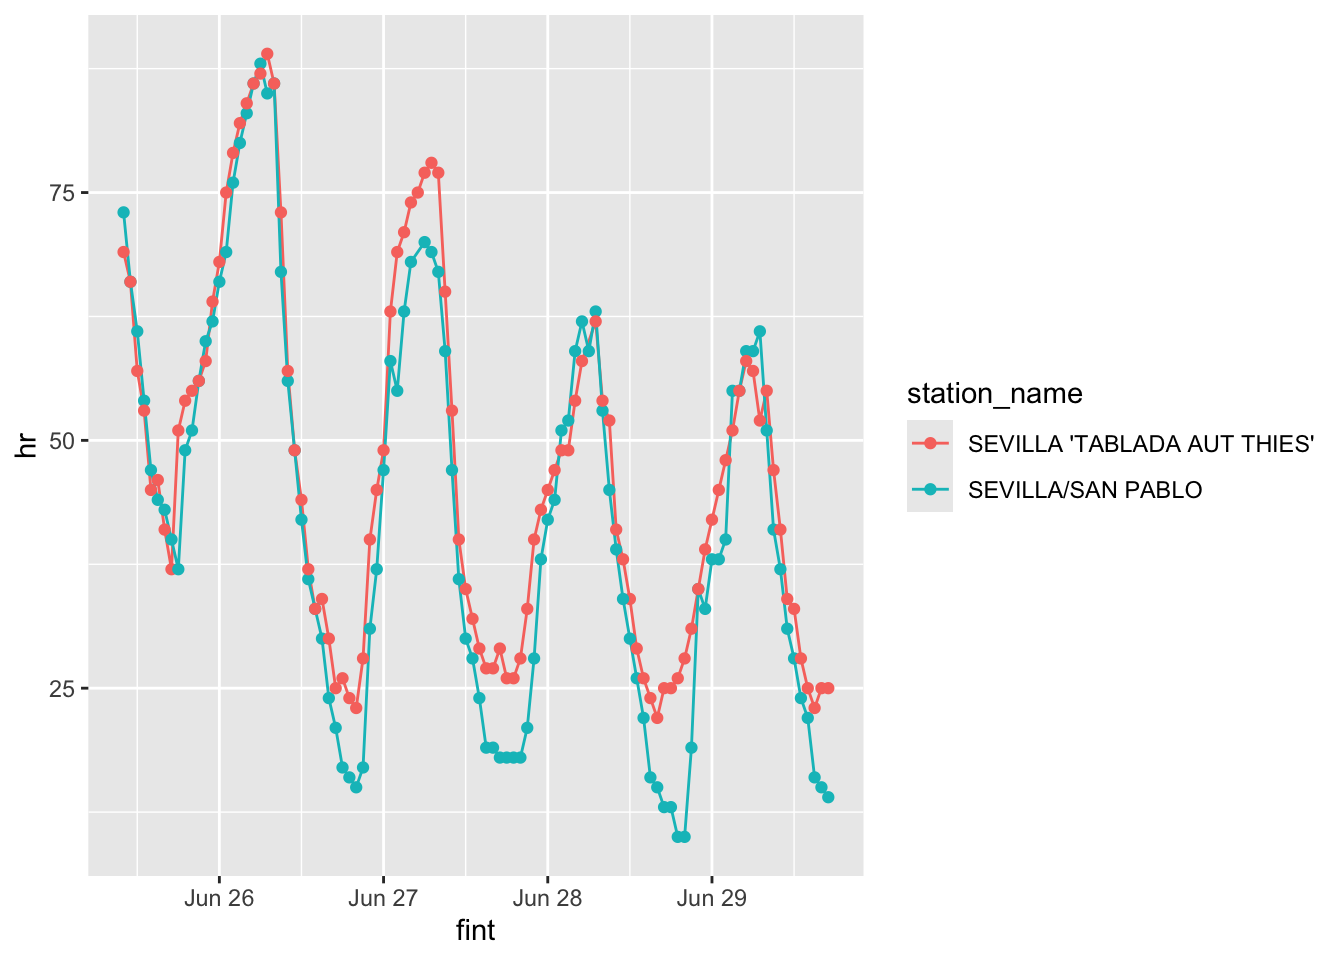 75
50
25
hr
Jun 26
Jun 27
Jun 28
Jun 29
fint
station_name
SEVILLA 'TABLADA AUT THIES'
SEVILLA/SAN PABLO